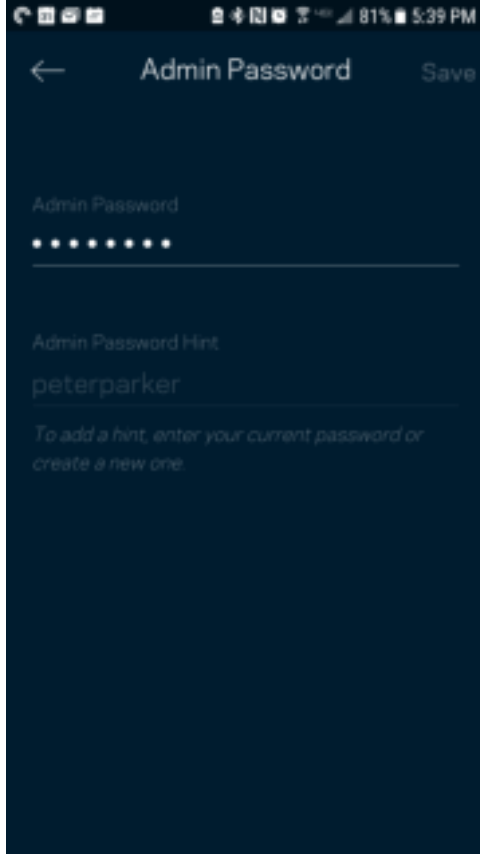 81% 5:39 PM
Admin Password Save
Admin Password
••••••••
Admin Password Hint
peterparker
To add a hint, enter your current password or
create a new one.